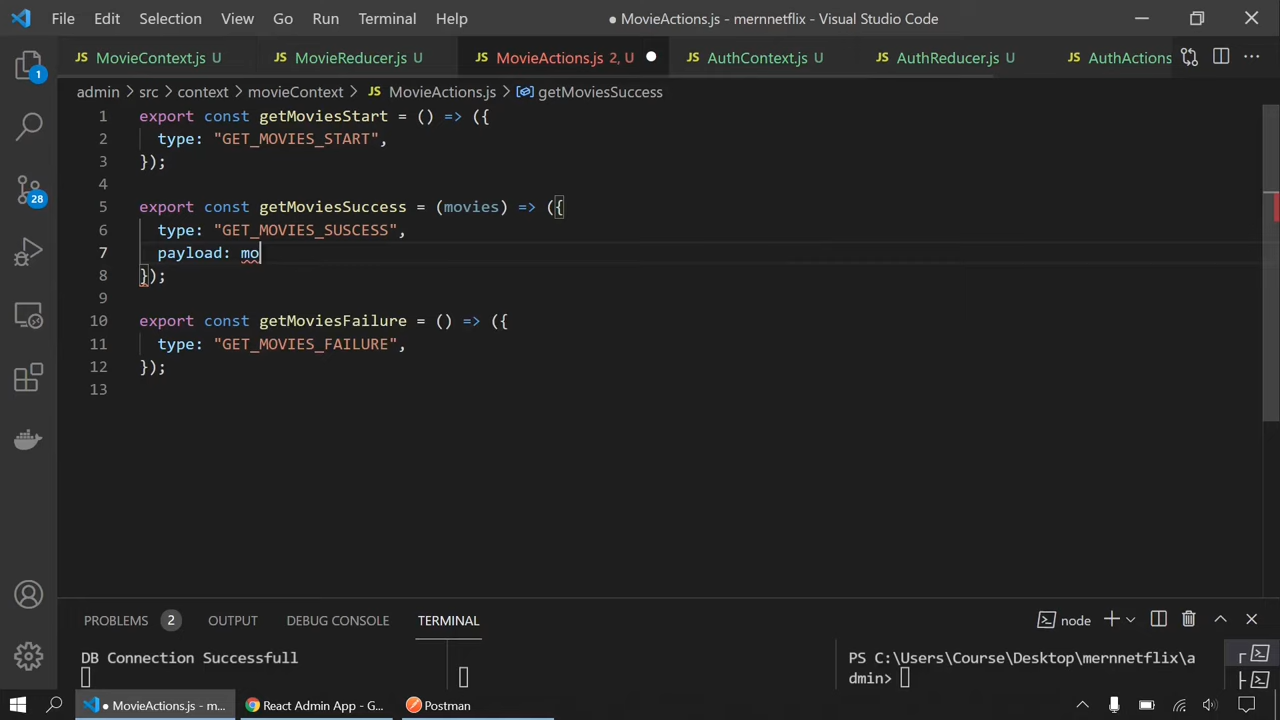 File Edit Selection View Go Run Terminal Help ● MovieActions.js - mernnetflix - Visual Studio Code
JS MovieContext.js U JS MovieReducer.js U JS MovieActions.js 2, U ● JS AuthContext.js U JS AuthReducer.js U JS AuthActions ···
admin > src > context > movieContext > JS MovieActions.js > getMoviesSuccess
1 export const getMoviesStart = () => ({
2 type: "GET_MOVIES_START",
3 });
4
5 export const getMoviesSuccess = (movies) => ({
6 type: "GET_MOVIES_SUSCESS",
7 payload: mo
8 });
9
10 export const getMoviesFailure = () => ({
11 type: "GET_MOVIES_FAILURE",
12 });
13
1
28
PROBLEMS 2 OUTPUT DEBUG CONSOLE TERMINAL node
DB Connection Successfull
PS C:\Users\Course\Desktop\mernnetflix\a
dmin>
● MovieActions.js - m... React Admin App - G... Postman